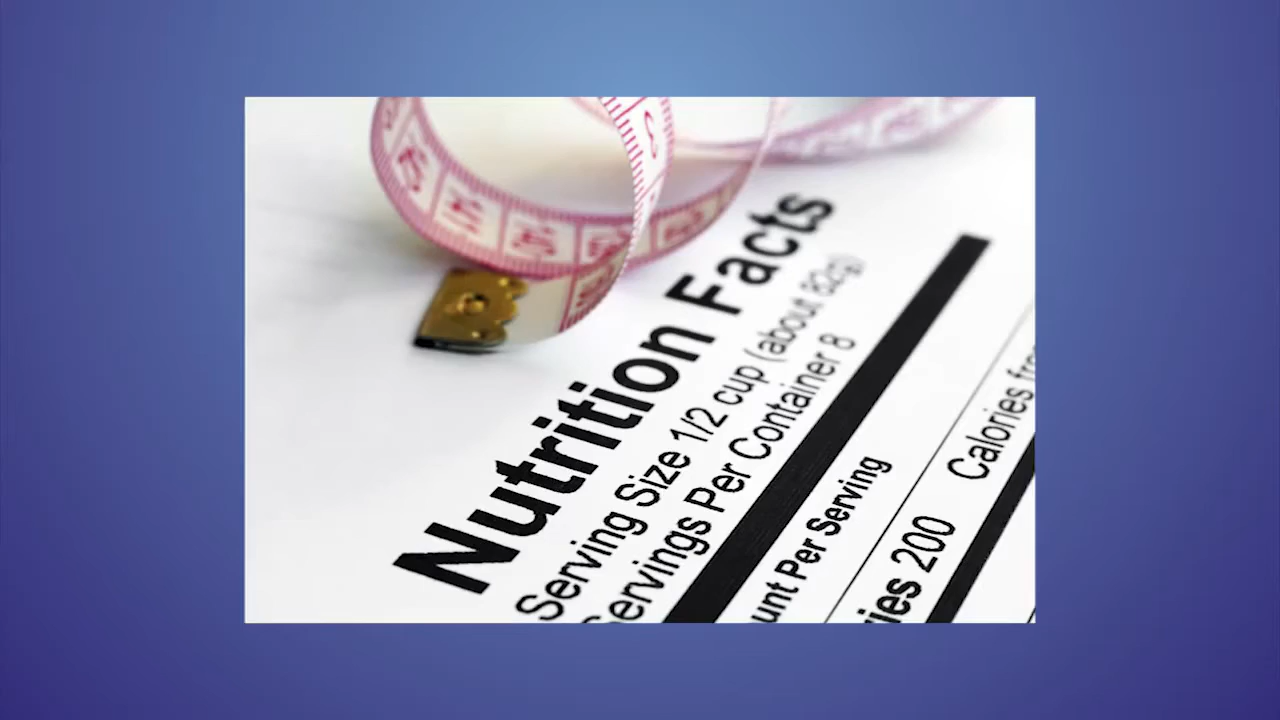 Nutrition Facts
Serving Size 1/2 cup (about 82g)
Servings Per Container 8
Per Serving
200
Calories